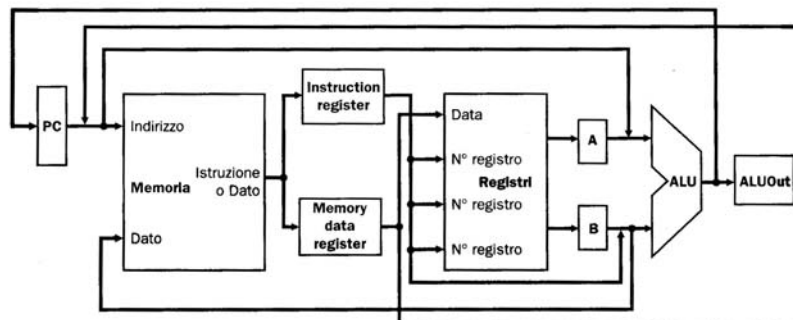 PC
Indirizzo
Memoria
Istruzione
o Dato
Dato
Instruction
register
Memory
data
register
Data
N° registro
Registri
N° registro
N° registro
A
B
ALU
ALUOut